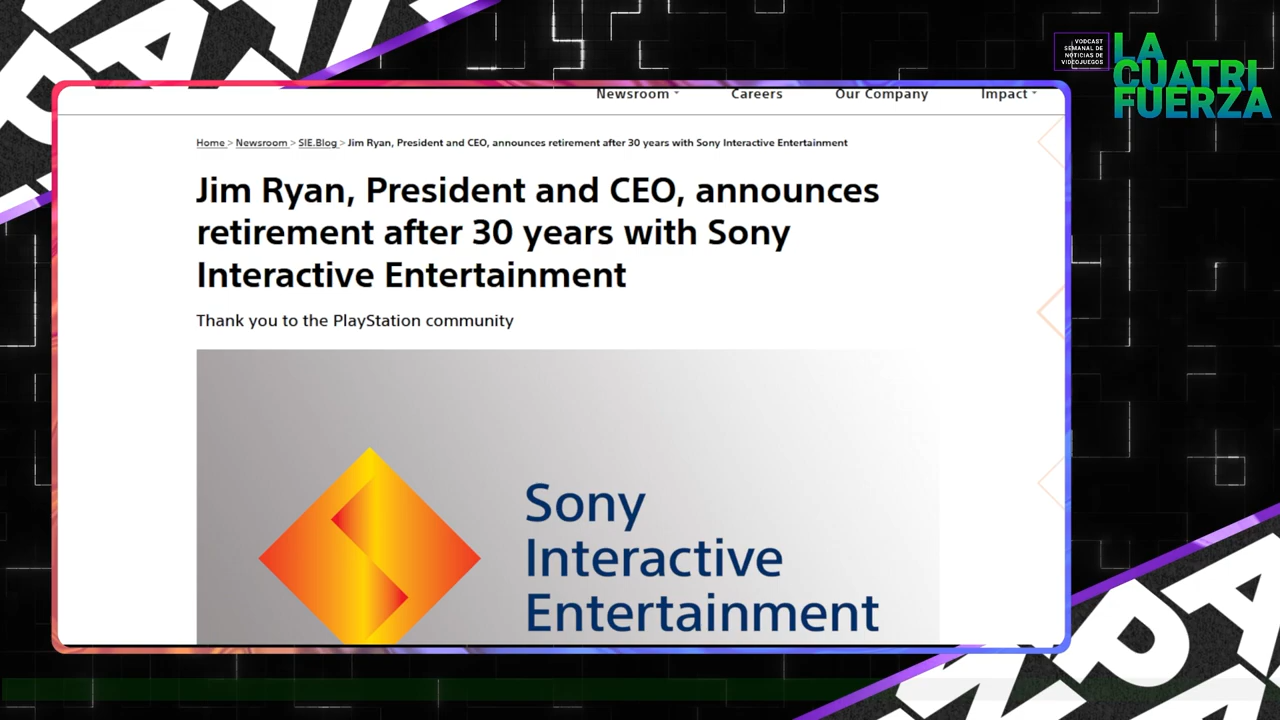 VODCAST
SEMANAL DE
NOTICIAS DE
VIDEOJUEGOS
LA
CUATRI
FUERZA
Newsroom
Careers
Our Company
Impact
Home > Newsroom > SIE.Blog > Jim Ryan, President and CEO, announces retirement after 30 years with Sony Interactive Entertainment
Jim Ryan, President and CEO, announces
retirement after 30 years with Sony
Interactive Entertainment
Thank you to the PlayStation community
Sony
Interactive
Entertainment